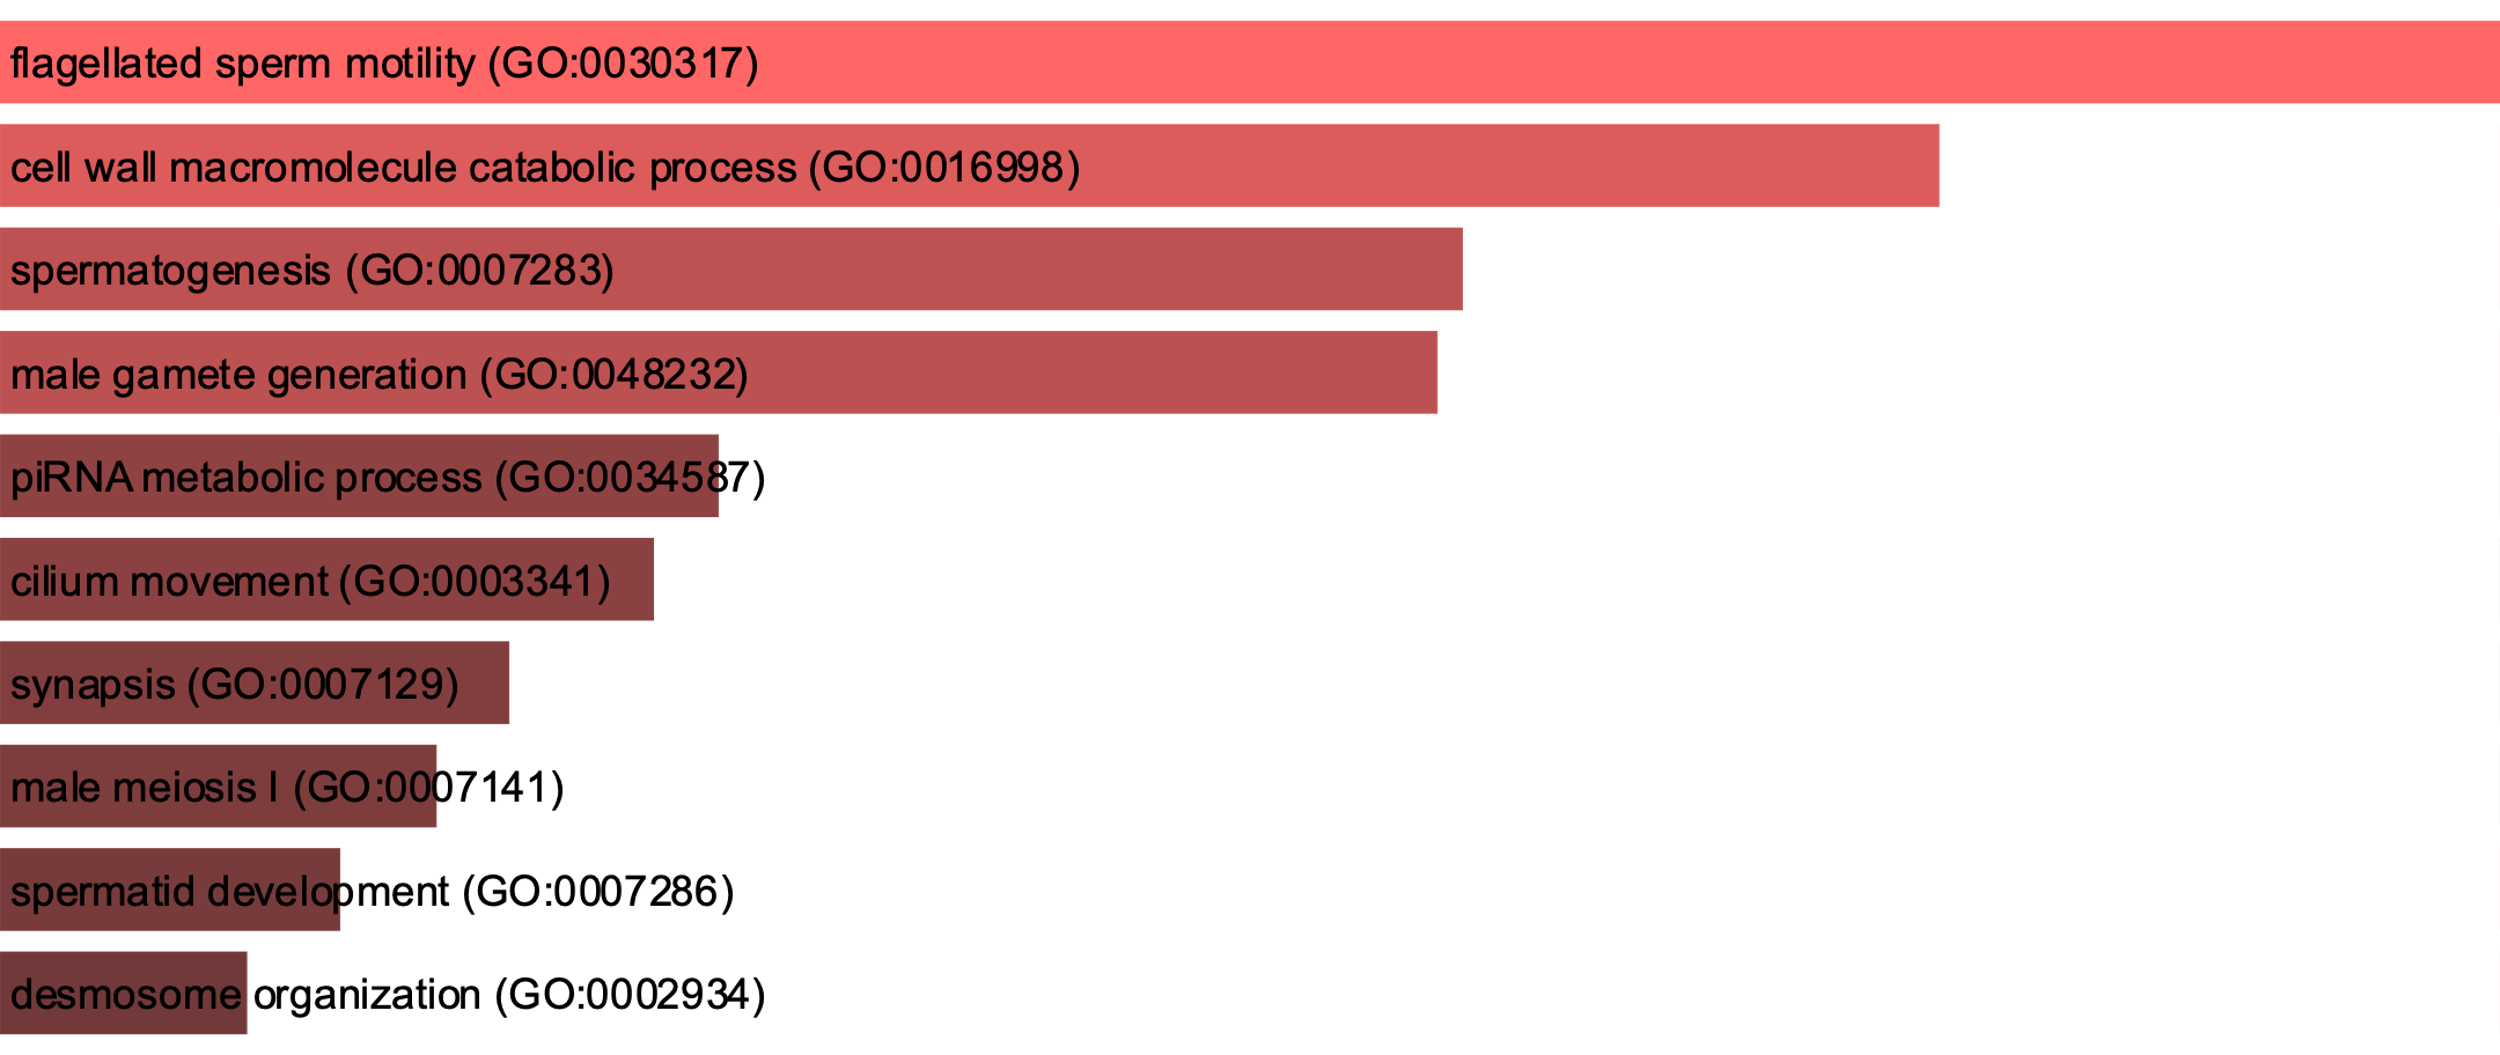 flagellated sperm motility (GO:0030317)
cell wall macromolecule catabolic process (GO:0016998)
spermatogenesis (GO:0007283)
male gamete generation (GO:0048232)
piRNA metabolic process (GO:0034587)
cilium movement (GO:0003341)
synapsis (GO:0007129)
male meiosis I (GO:0007141)
spermatid development (GO:0007286)
desmosome organization (GO:0002934)